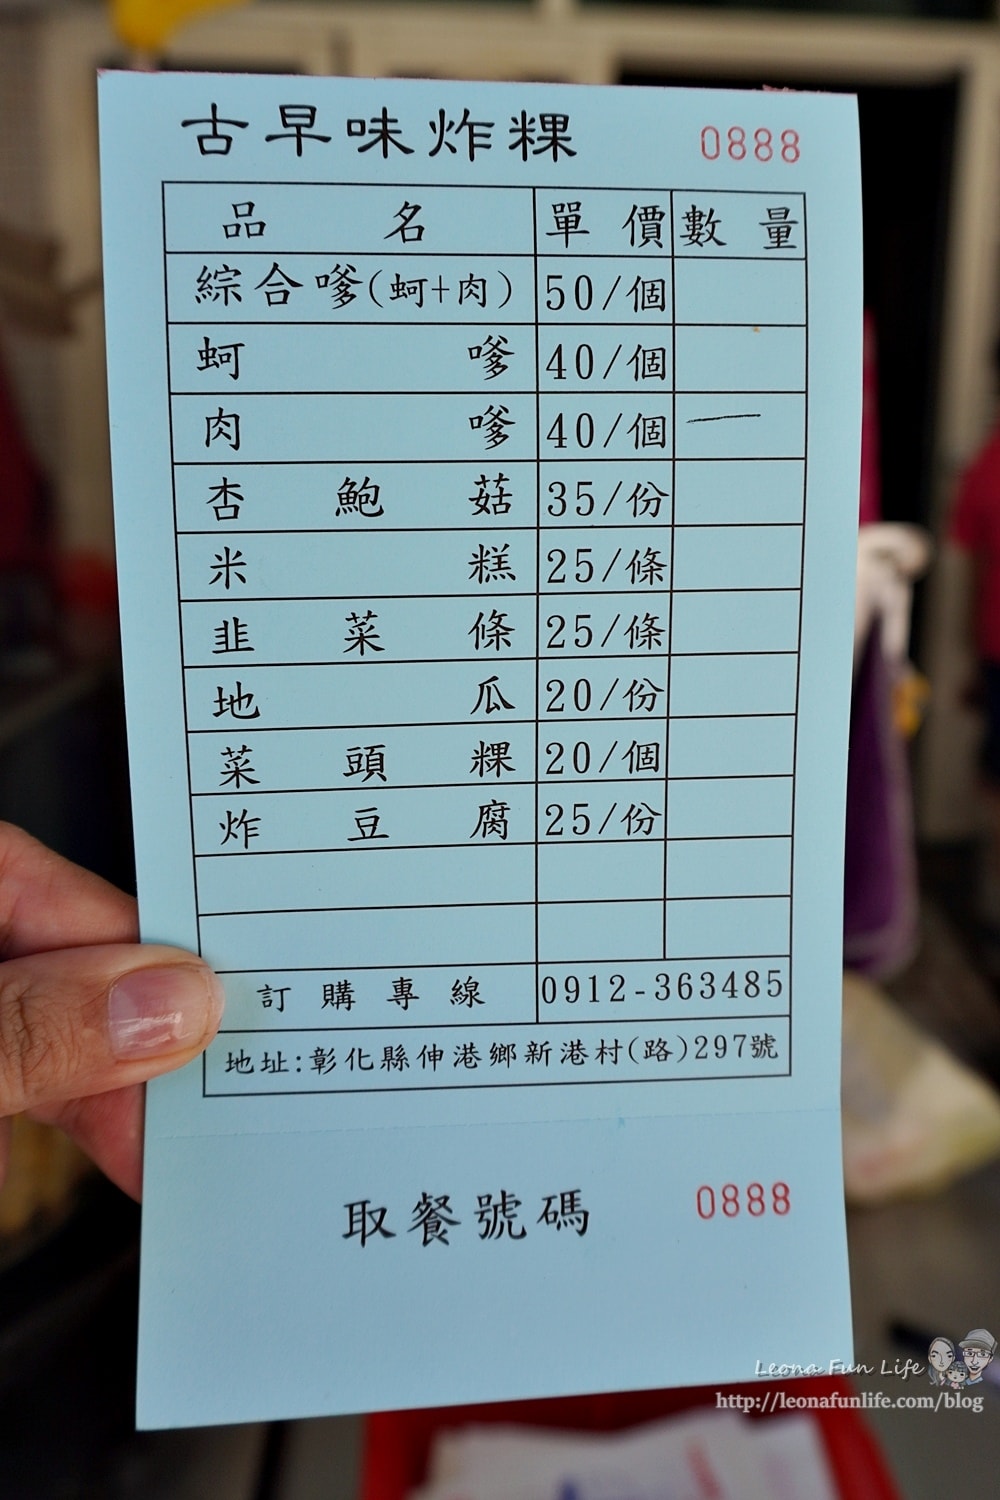 古早味炸粿 0888
品名 單價 數量
綜合嗲(蚵+肉) 50/個
蚵嗲 40/個
肉嗲 40/個 一
杏鮑菇 35/份
米糕 25/條
韭菜條 25/條
地瓜 20/份
菜頭粿 20/個
炸豆腐 25/份
訂購專線 0912-363485
地址:彰化縣伸港鄉新港村(路)297號
取餐號碼 0888
Leona Fun Life
http://leonafunlife.com/blog